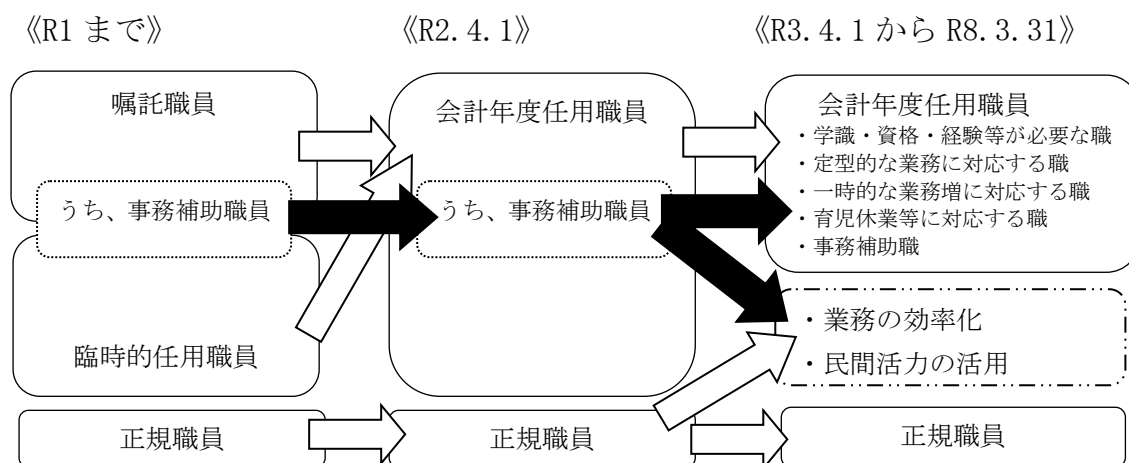 《R1 まで》
《R2.4.1》
《R3.4.1 から R8.3.31》
嘱託職員
うち、事務補助職員
臨時的任用職員
正規職員
会計年度任用職員
うち、事務補助職員
正規職員
会計年度任用職員
・学識・資格・経験等が必要な職
・定型的な業務に対応する職
・一時的な業務増に対応する職
・育児休業等に対応する職
・事務補助職
・業務の効率化
・民間活力の活用
正規職員